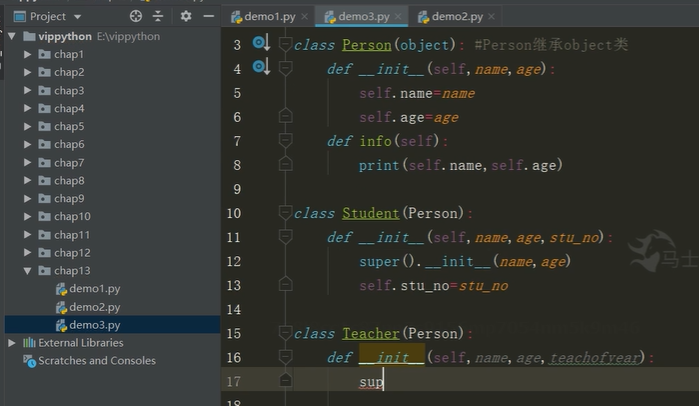 Project
vippython E:\vippython
chap1
chap2
chap3
chap4
chap5
chap6
chap7
chap8
chap9
chap10
chap11
chap12
chap13
demo1.py
demo2.py
demo3.py
External Libraries
Scratches and Consoles
demo1.py demo3.py demo2.py
3 class Person(object): #Person继承object类
4 def __init__(self,name,age):
5 self.name=name
6 self.age=age
7 def info(self):
8 print(self.name,self.age)
9
10 class Student(Person):
11 def __init__(self,name,age,stu_no):
12 super().__init__(name,age)
13 self.stu_no=stu_no
14
15 class Teacher(Person):
16 def __init__(self,name,age,teachofyear):
17 sup
18
马士